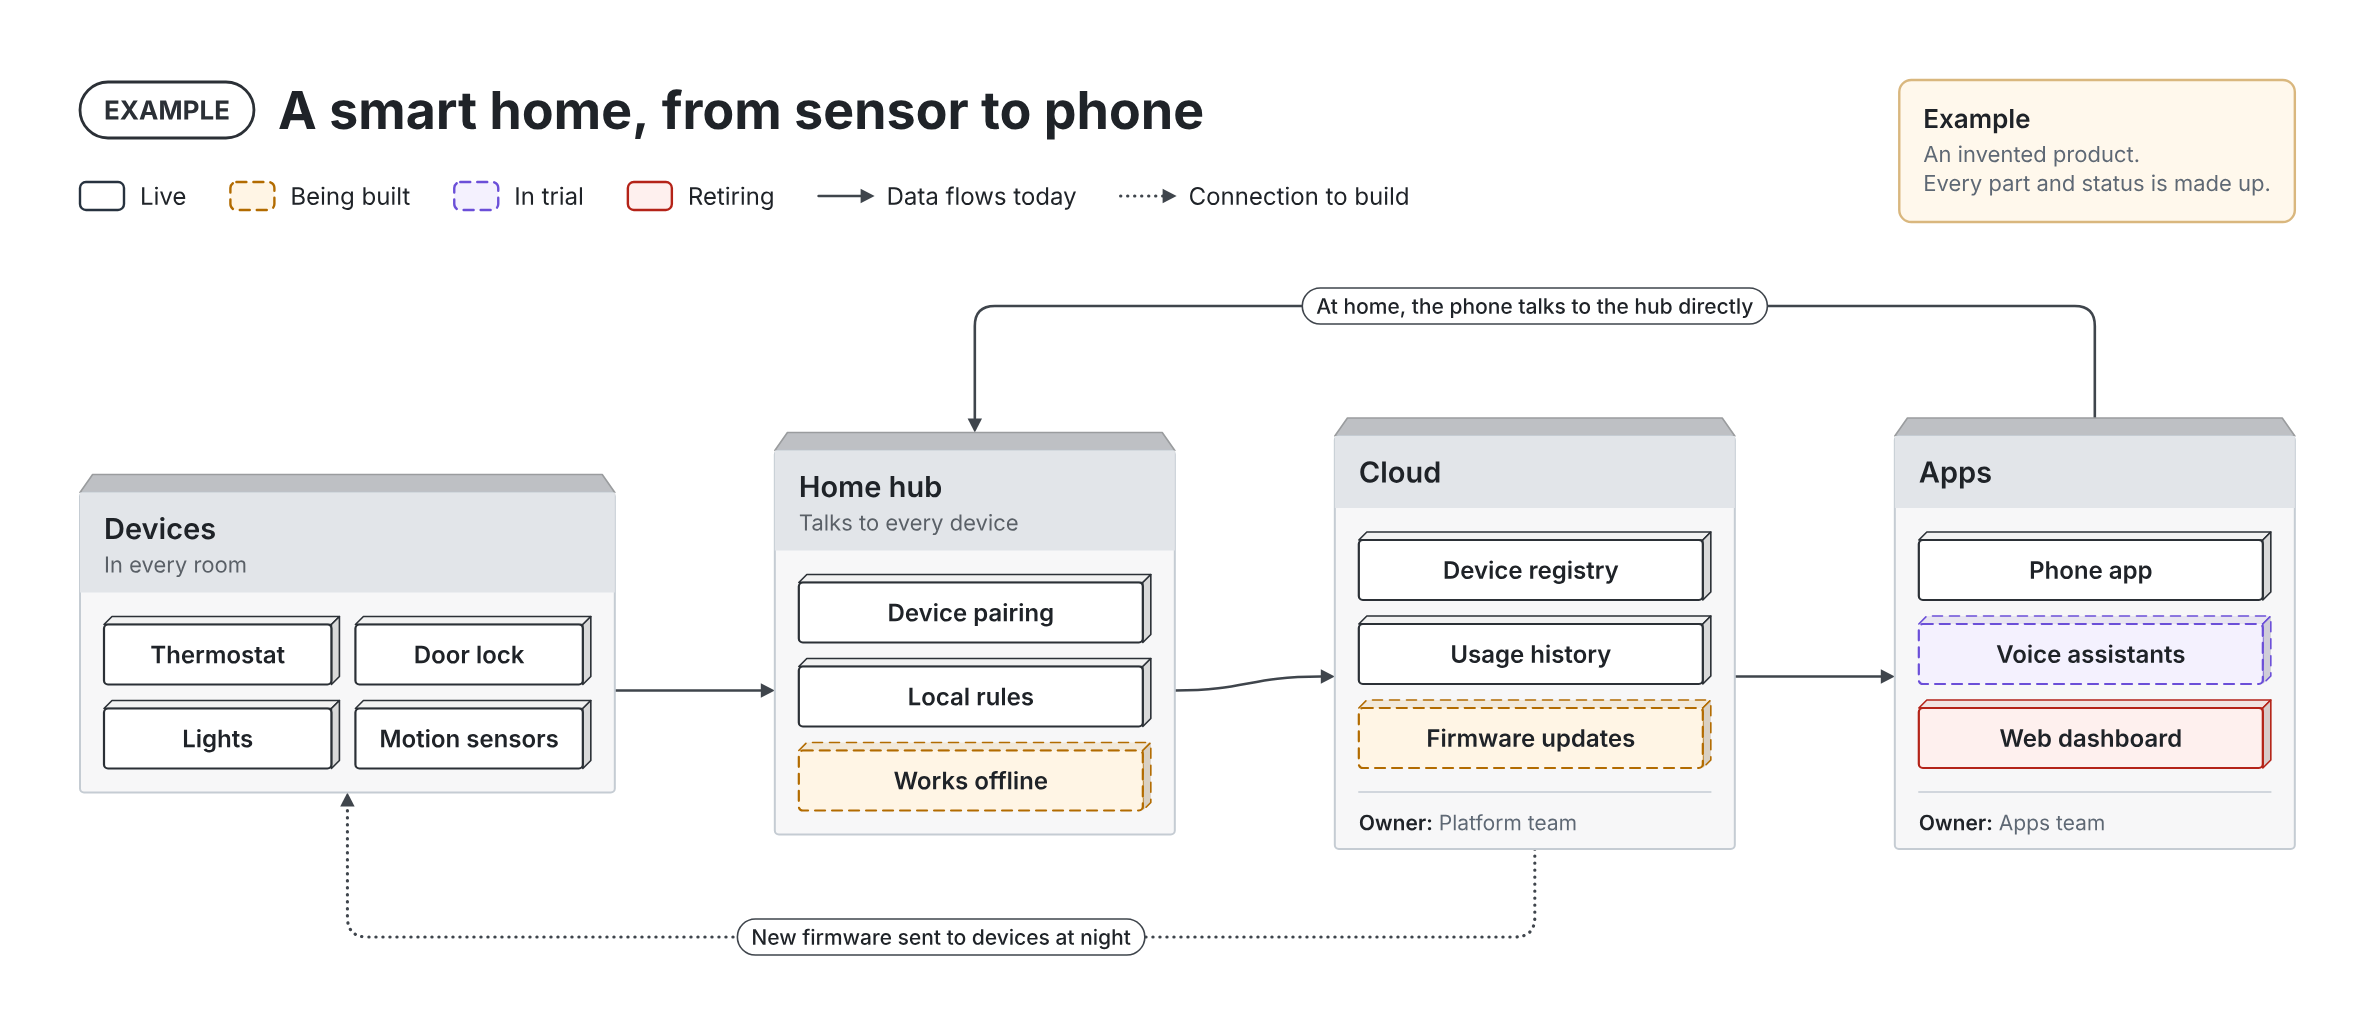 EXAMPLE
A smart home, from sensor to phone
Example
An invented product.
Every part and status is made up.
Live
Being built
In trial
Retiring
Data flows today
Connection to build
At home, the phone talks to the hub directly
Devices
In every room
Thermostat
Door lock
Lights
Motion sensors
Home hub
Talks to every device
Device pairing
Local rules
Works offline
Cloud
Device registry
Usage history
Firmware updates
Owner: Platform team
Apps
Phone app
Voice assistants
Web dashboard
Owner: Apps team
New firmware sent to devices at night